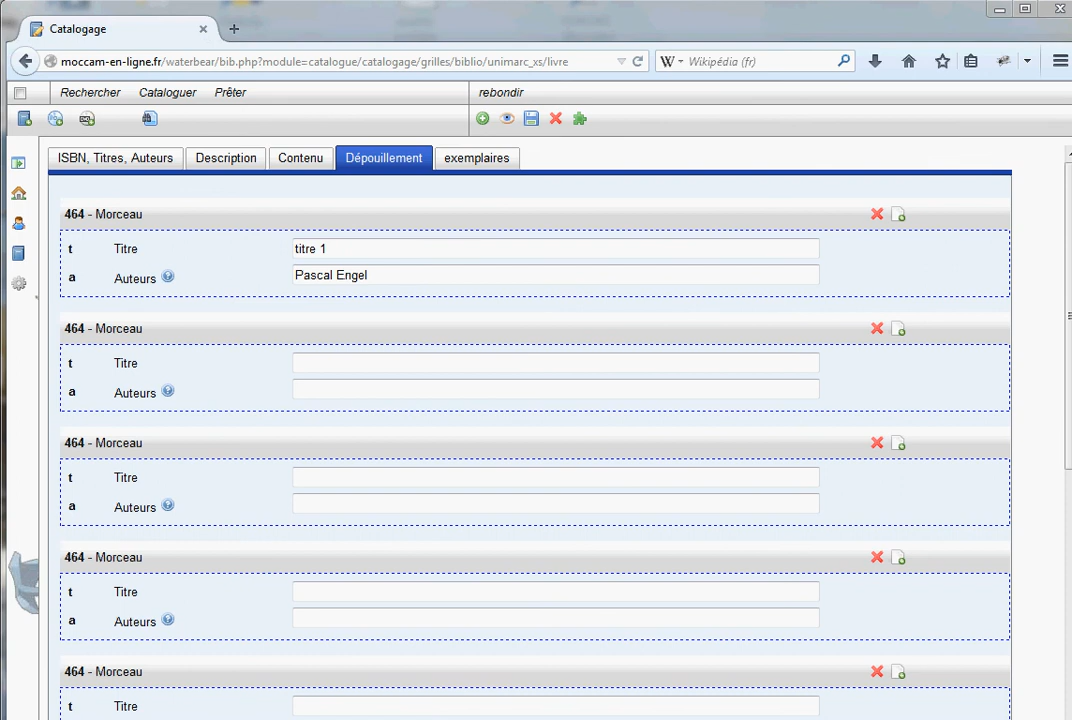 Catalogage
moccam-en-ligne.fr/waterbear/bib.php?module=catalogue/catalogage/grilles/biblio/unimarc_xs/livre
W Wikipédia (fr)
Rechercher Cataloguer Prêter rebondir
ISBN, Titres, Auteurs Description Contenu Dépouillement exemplaires
464 - Morceau
t Titre titre 1
a Auteurs Pascal Engel
464 - Morceau
t Titre
a Auteurs
464 - Morceau
t Titre
a Auteurs
464 - Morceau
t Titre
a Auteurs
464 - Morceau
t Titre